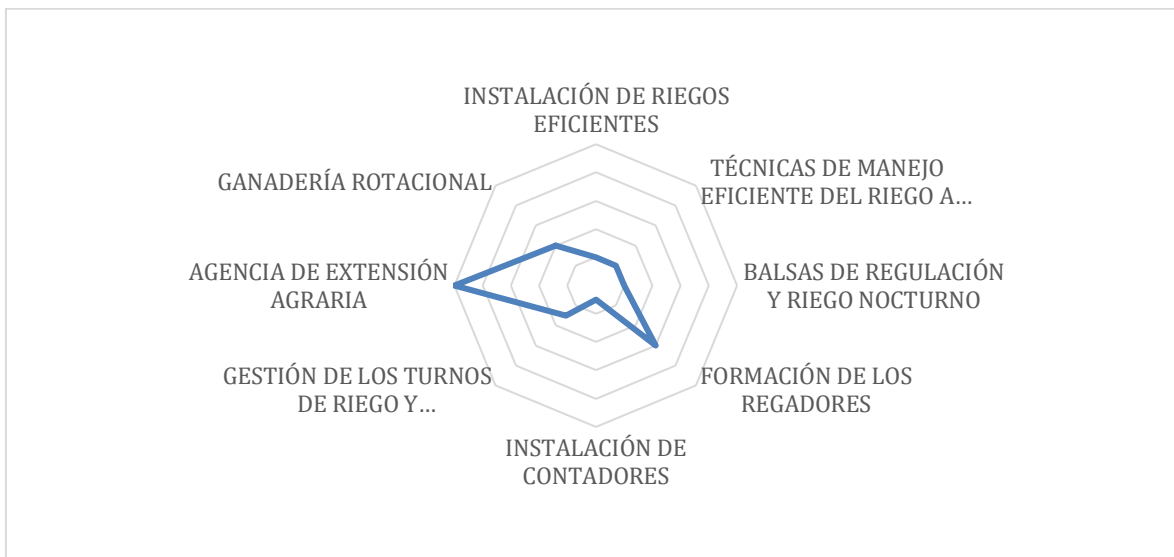 INSTALACIÓN DE RIEGOS
EFICIENTES
TÉCNICAS DE MANEJO
EFICIENTE DEL RIEGO A...
BALSAS DE REGULACIÓN
Y RIEGO NOCTURNO
FORMACIÓN DE LOS
REGADORES
INSTALACIÓN DE
CONTADORES
GESTIÓN DE LOS TURNOS
DE RIEGO Y...
AGENCIA DE EXTENSIÓN
AGRARIA
GANADERÍA ROTACIONAL